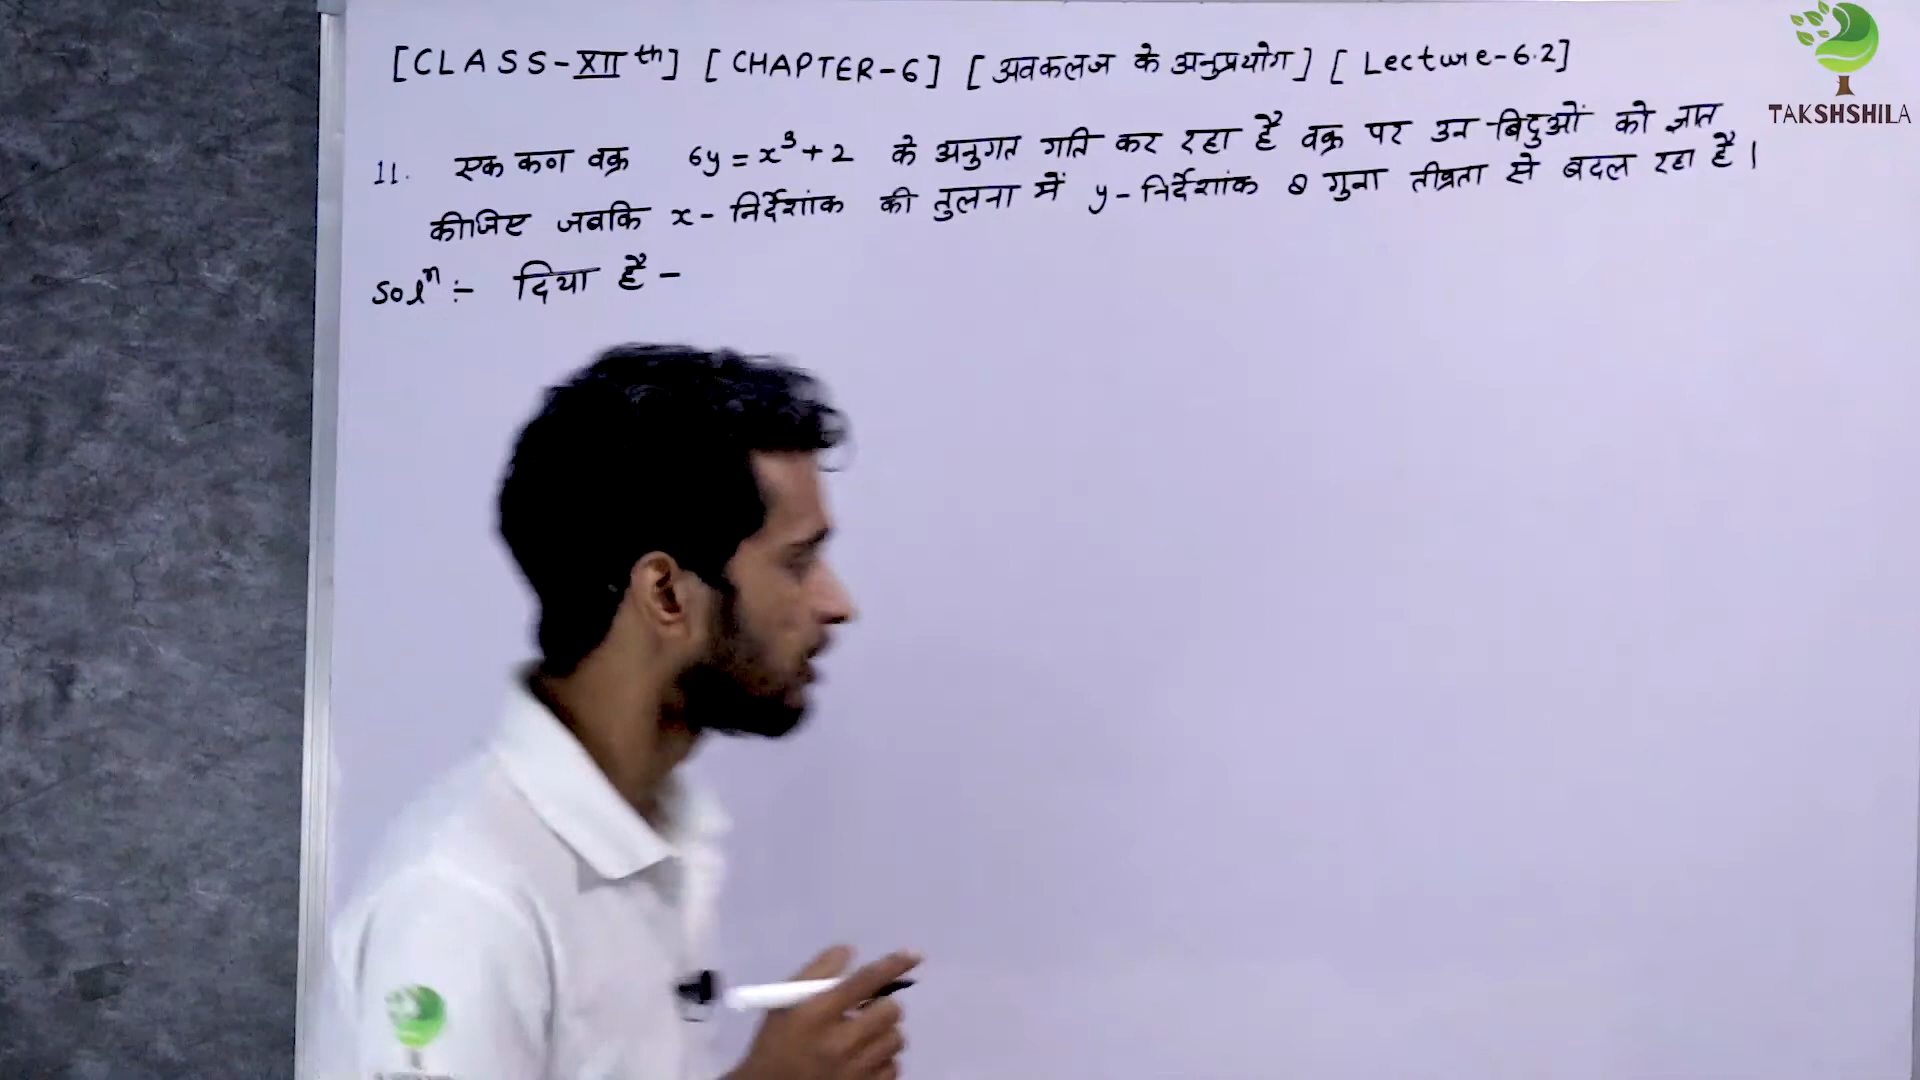 [CLASS-XIIth] [CHAPTER-6] [अवकलज के अनुप्रयोग] [Lecture-6.2]
TAKSHSHILA
11. एक कण वक्र 6y = x³+2 के अनुगत गति कर रहा है वक्र पर उन बिंदुओं को ज्ञात
कीजिए जबकि x- निर्देशांक की तुलना में y- निर्देशांक 8 गुना तीव्रता से बदल रहा है।
Solⁿ:- दिया है -